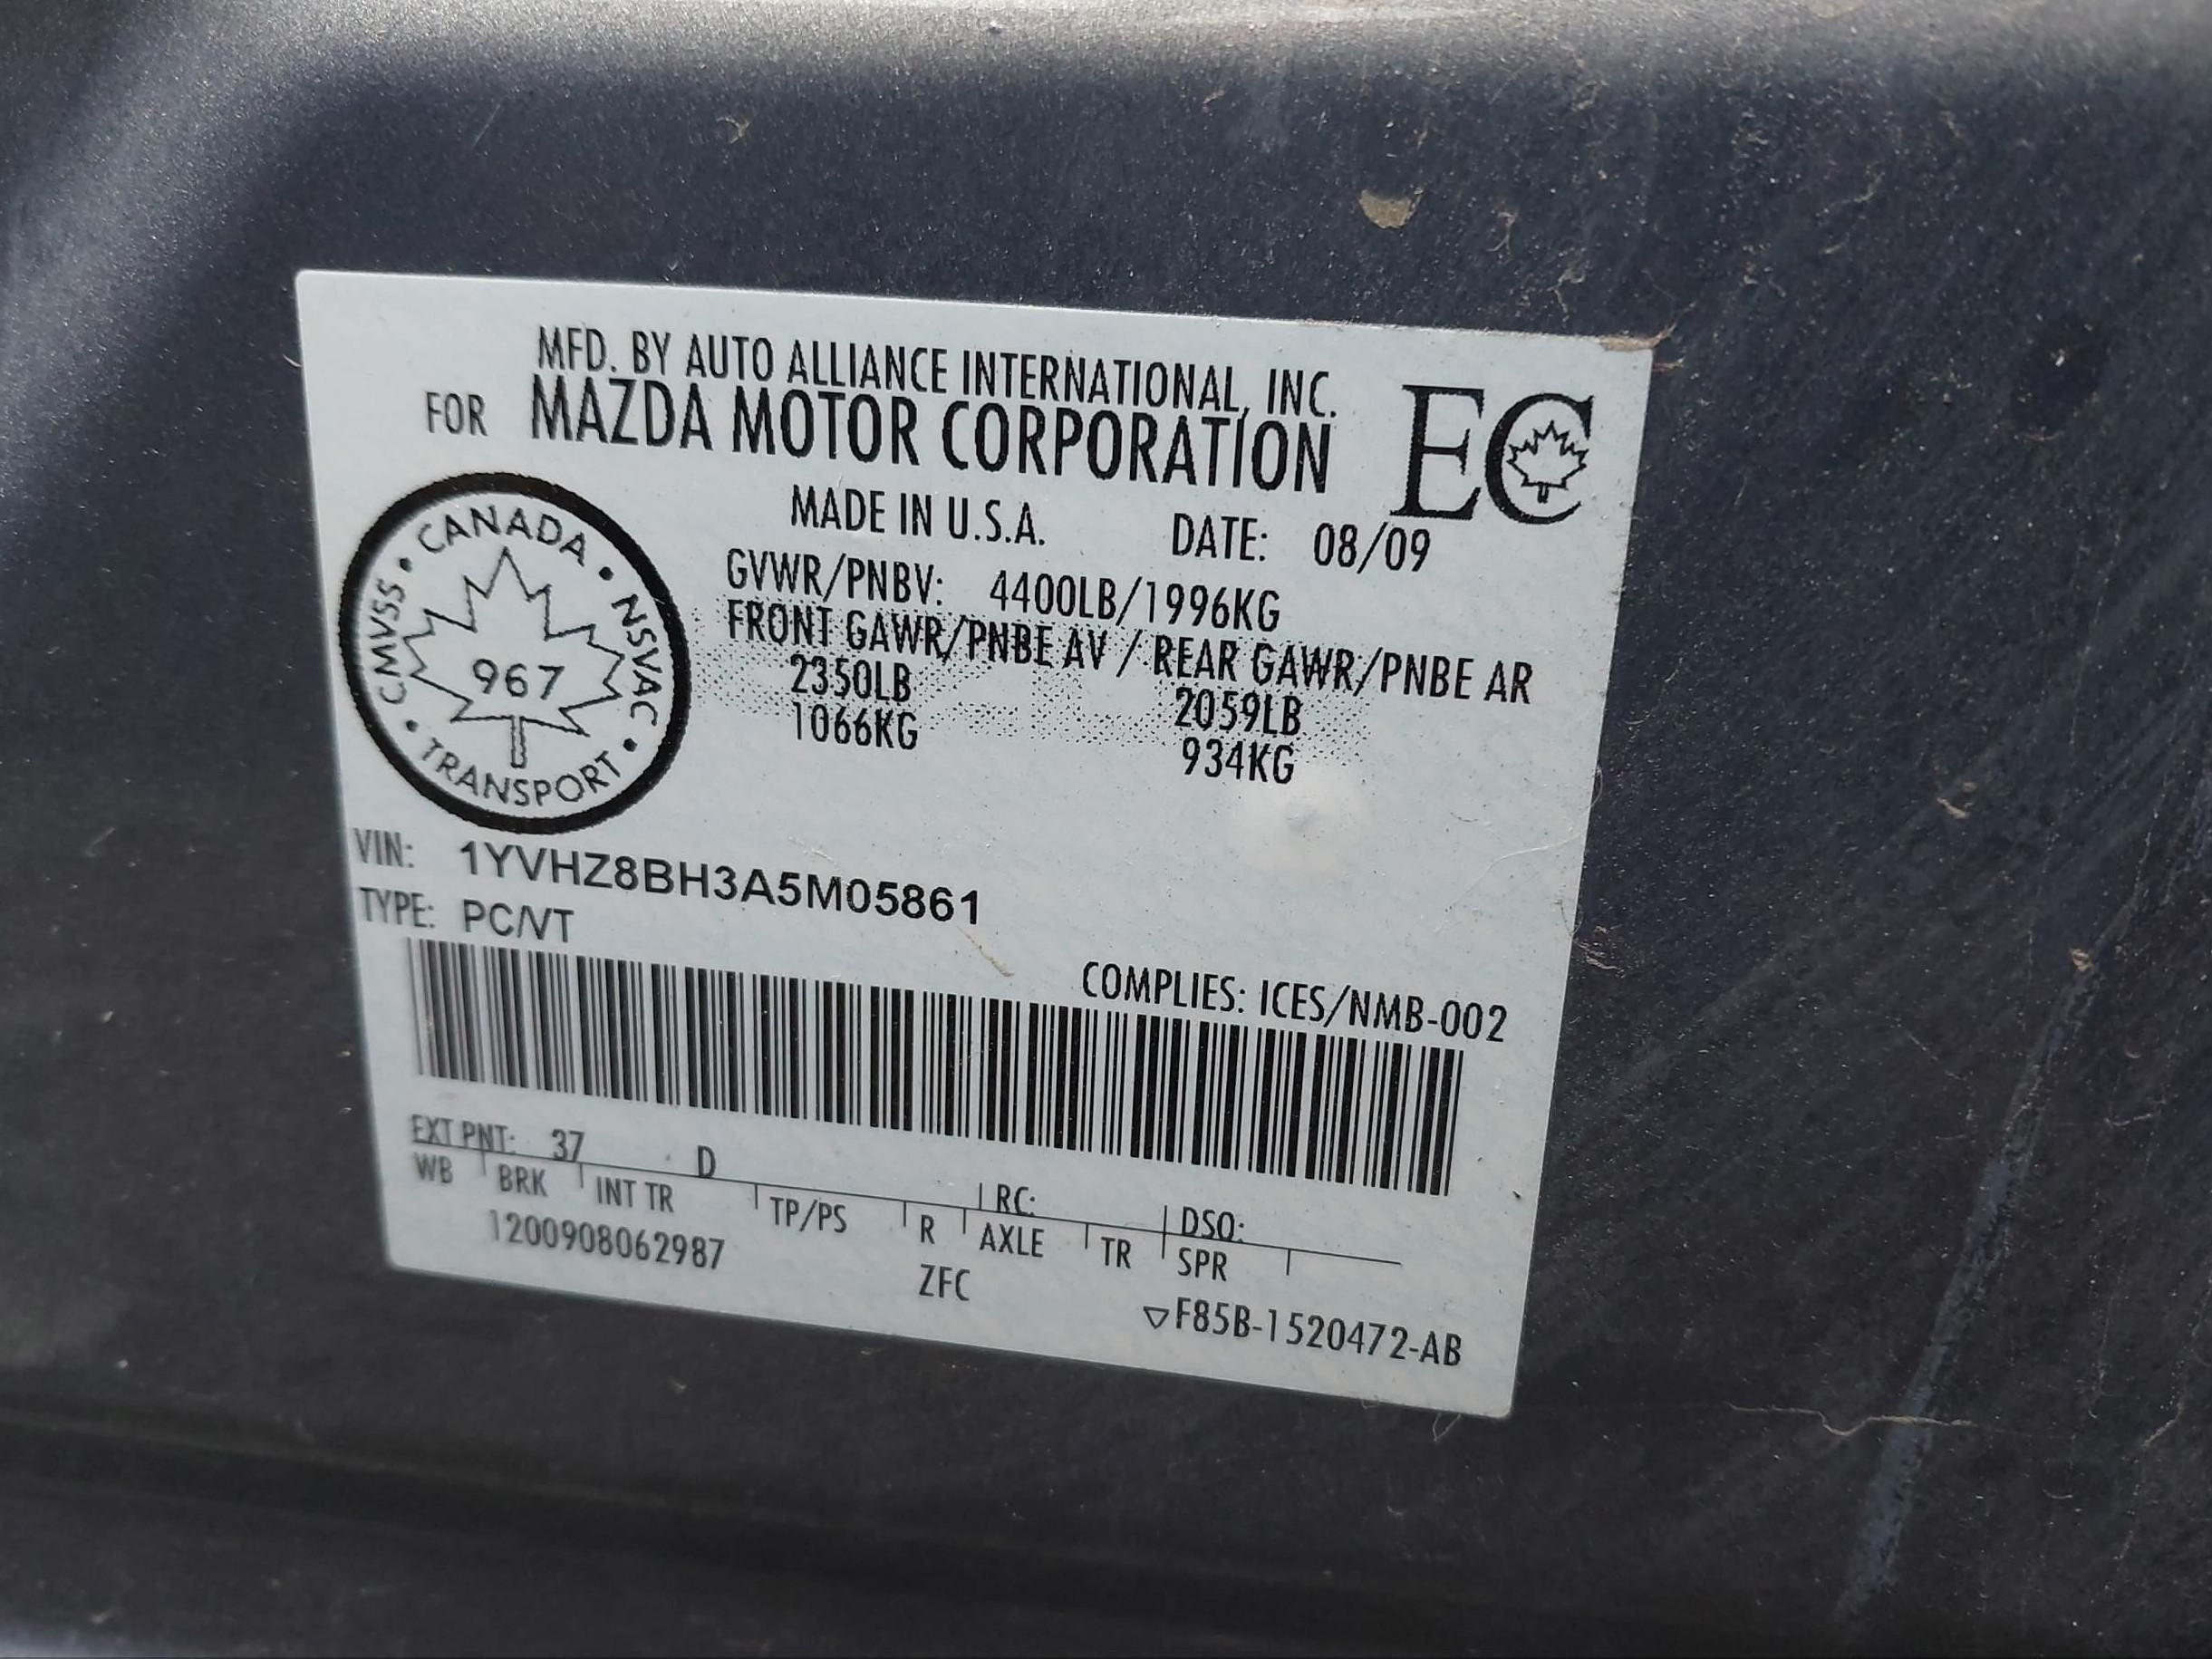 MFD. BY AUTO ALLIANCE INTERNATIONAL, INC.
FOR MAZDA MOTOR CORPORATION
EC
MADE IN U.S.A. DATE: 08/09
CANADA • NSVAC • TRANSPORT • CMVSS •
967
GVWR/PNBV: 4400LB/1996KG
FRONT GAWR/PNBE AV / REAR GAWR/PNBE AR
2350LB 2059LB
1066KG 934KG
VIN: 1YVHZ8BH3A5M05861
TYPE: PC/VT
COMPLIES: ICES/NMB-002
EXT PNT: 37 D RC: DSO:
WB BRK INT TR TP/PS R AXLE TR SPR
1200908062987 ZFC
▽F85B-1520472-AB